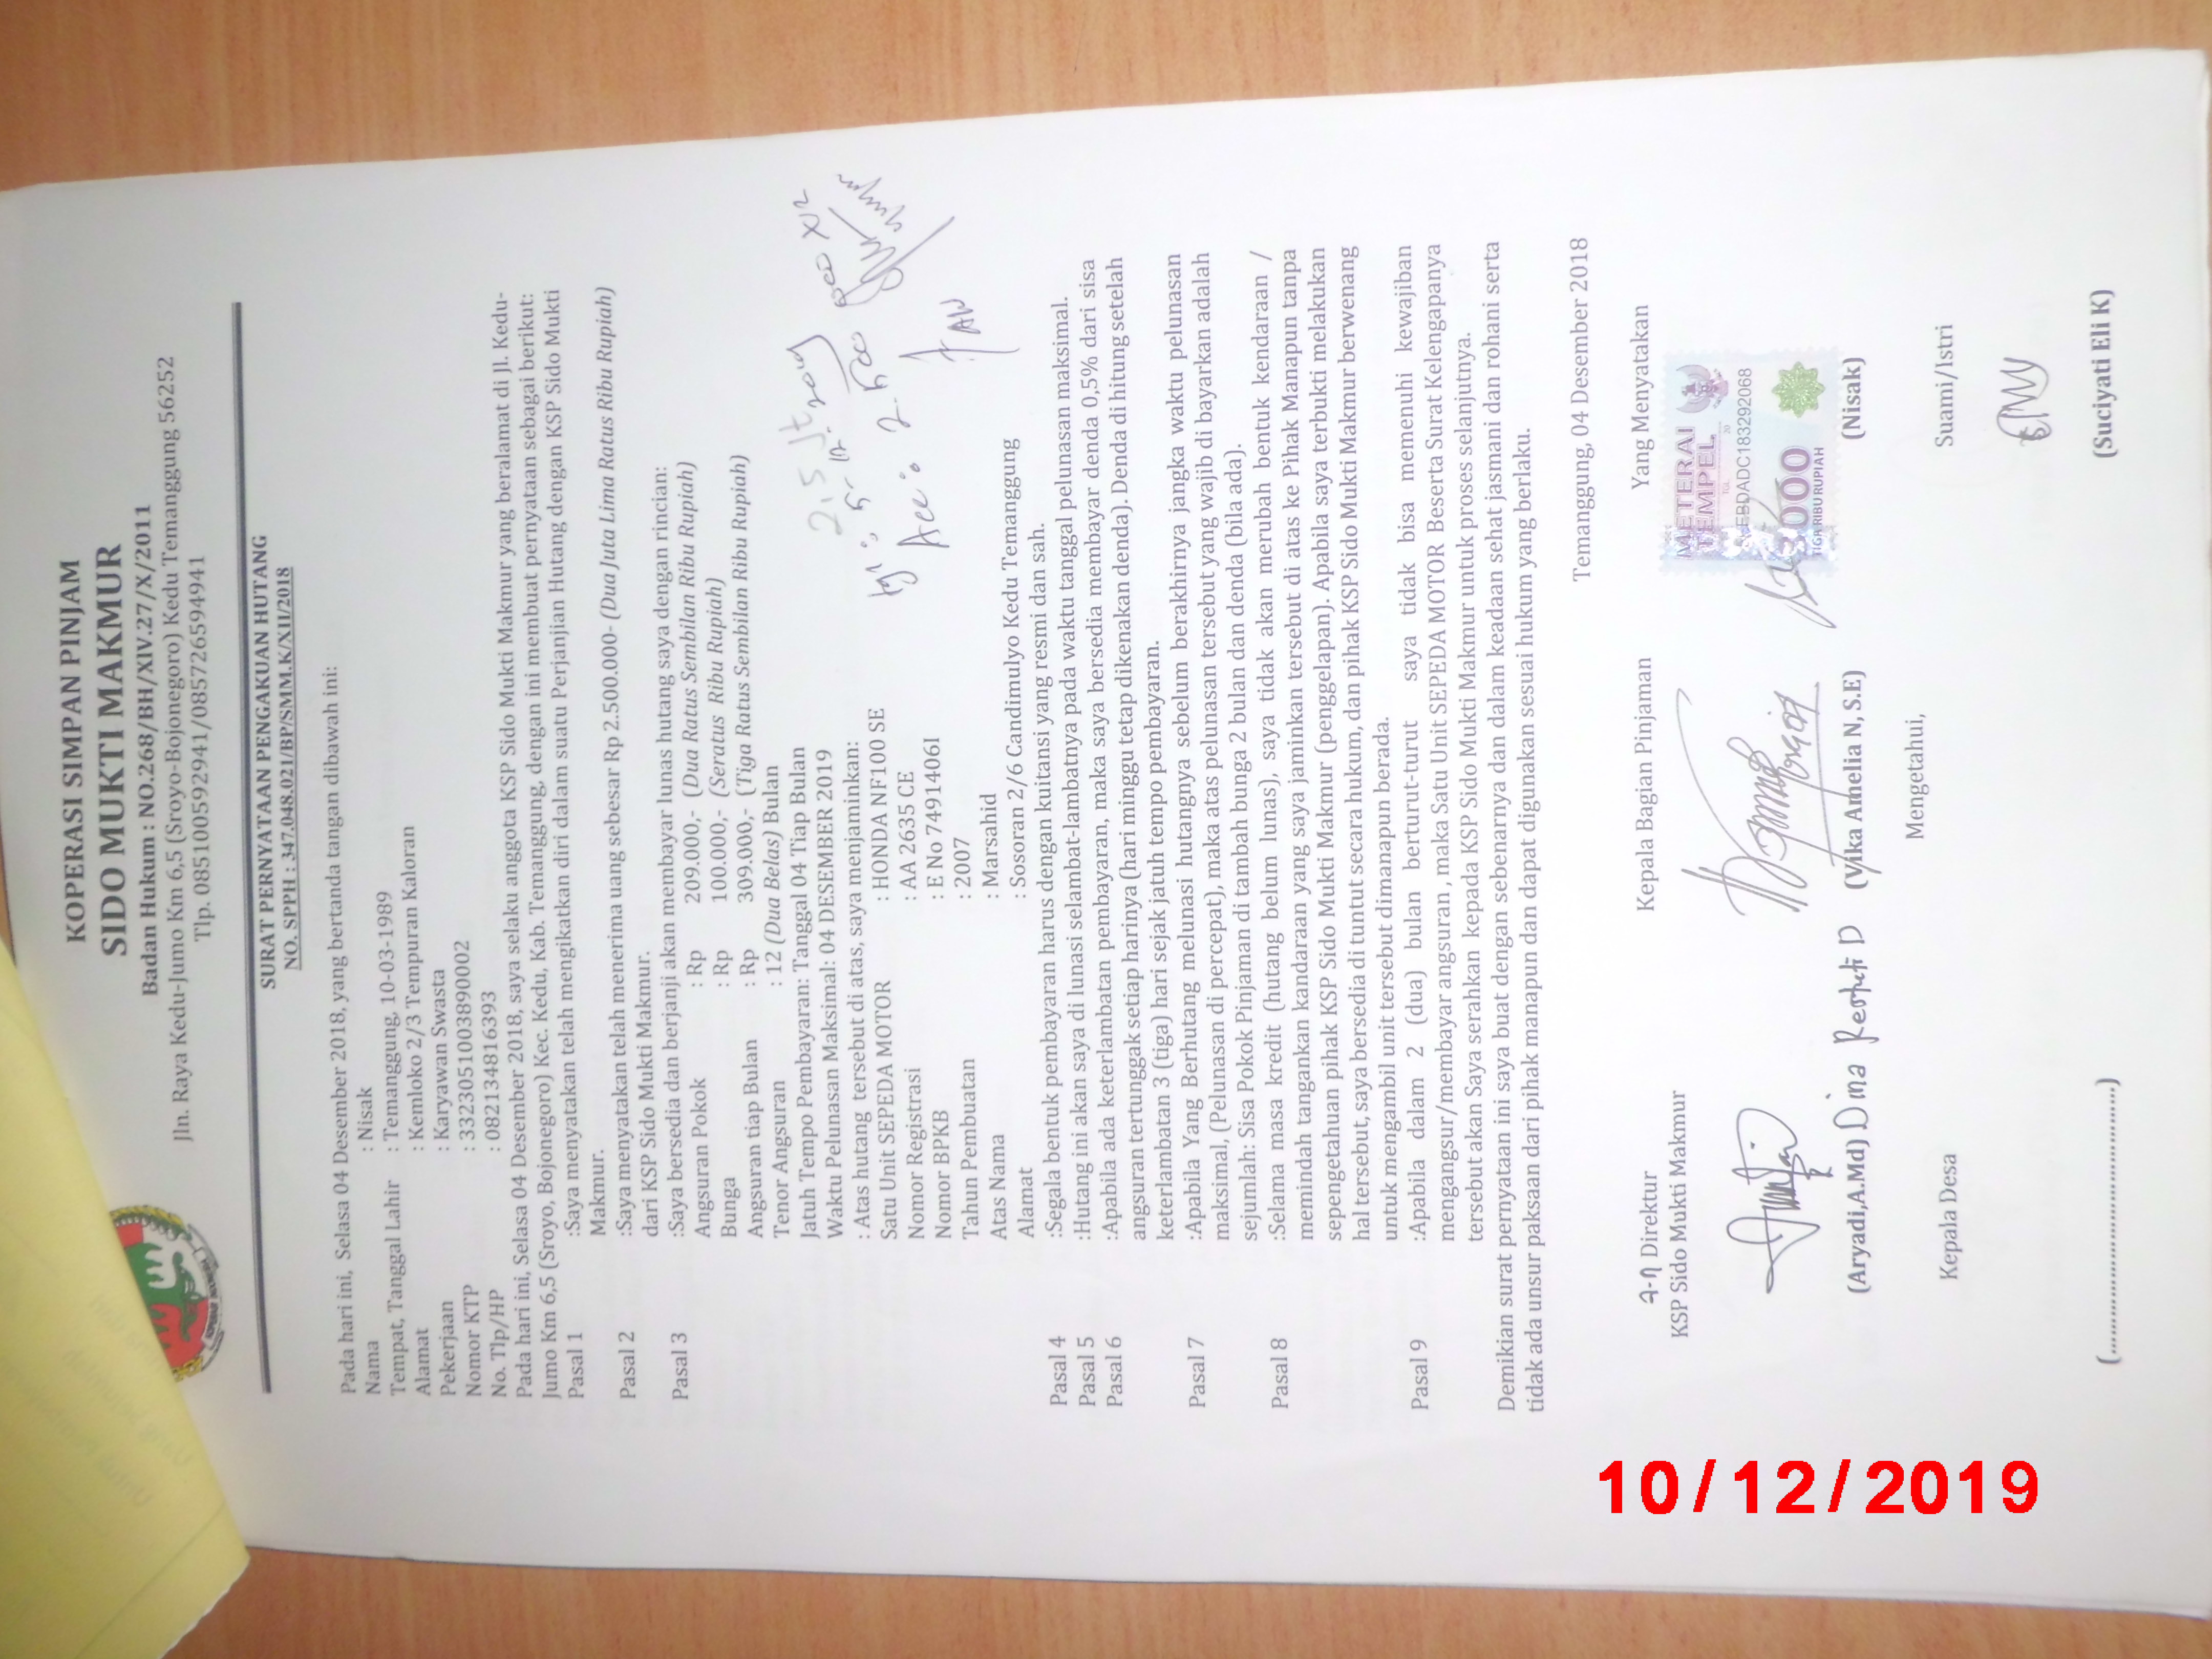 KOPERASI SIMPAN PINJAM
SIDO MUKTI MAKMUR
Badan Hukum : NO.268/BH/XIV.27/X/2011
Jln. Raya Kedu-Jumo Km 6,5 (Sroyo-Bojonegoro) Kedu Temanggung 56252
Tlp. 085100592941/085726594941
SURAT PERNYATAAN PENGAKUAN HUTANG
NO. SPPH : 347.048.021/BP/SMM.K/XII/2018
Pada hari ini, Selasa 04 Desember 2018, yang bertanda tangan dibawah ini:
Nama : Nisak
Tempat, Tanggal Lahir : Temanggung, 10-03-1989
Alamat : Kemloko 2/3 Tempuran Kaloran
Pekerjaan : Karyawan Swasta
Nomor KTP : 3323051003890002
No. Tlp/HP : 082134816393
Pada hari ini, Selasa 04 Desember 2018, saya selaku anggota KSP Sido Mukti Makmur yang beralamat di Jl. Kedu-
Jumo Km 6,5 (Sroyo, Bojonegoro) Kec. Kedu, Kab. Temanggung, dengan ini membuat pernyataan sebagai berikut:
Pasal 1 :Saya menyatakan telah mengikatkan diri dalam suatu Perjanjian Hutang dengan KSP Sido Mukti
Makmur.
Pasal 2 :Saya menyatakan telah menerima uang sebesar Rp 2.500.000- (Dua Juta Lima Ratus Ribu Rupiah)
dari KSP Sido Mukti Makmur.
Pasal 3 :Saya bersedia dan berjanji akan membayar lunas hutang saya dengan rincian:
Angsuran Pokok : Rp 209.000,- (Dua Ratus Sembilan Ribu Rupiah)
Bunga : Rp 100.000,- (Seratus Ribu Rupiah)
Angsuran tiap Bulan : Rp 309.000,- (Tiga Ratus Sembilan Ribu Rupiah)
Tenor Angsuran : 12 (Dua Belas) Bulan
Jatuh Tempo Pembayaran: Tanggal 04 Tiap Bulan
Waktu Pelunasan Maksimal: 04 DESEMBER 2019
: Atas hutang tersebut di atas, saya menjaminkan:
Satu Unit SEPEDA MOTOR : HONDA NF100 SE
Nomor Registrasi : AA 2635 CE
Nomor BPKB : E No 7491406I
Tahun Pembuatan : 2007
Atas Nama : Marsahid
Alamat : Sosoran 2/6 Candimulyo Kedu Temanggung
2,5 Jt
Acc : 2.500
Pasal 4 :Segala bentuk pembayaran harus dengan kuitansi yang resmi dan sah.
Pasal 5 :Hutang ini akan saya di lunasi selambat-lambatnya pada waktu tanggal pelunasan maksimal.
Pasal 6 :Apabila ada keterlambatan pembayaran, maka saya bersedia membayar denda 0,5% dari sisa
angsuran tertunggak setiap harinya (hari minggu tetap dikenakan denda). Denda di hitung setelah
keterlambatan 3 (tiga) hari sejak jatuh tempo pembayaran.
Pasal 7 :Apabila Yang Berhutang melunasi hutangnya sebelum berakhirnya jangka waktu pelunasan
maksimal, (Pelunasan di percepat), maka atas pelunasan tersebut yang wajib di bayarkan adalah
sejumlah: Sisa Pokok Pinjaman di tambah bunga 2 bulan dan denda (bila ada).
Pasal 8 :Selama masa kredit (hutang belum lunas), saya tidak akan merubah bentuk kendaraan /
memindah tangankan kandaraan yang saya jaminkan tersebut di atas ke Pihak Manapun tanpa
sepengetahuan pihak KSP Sido Mukti Makmur (penggelapan). Apabila saya terbukti melakukan
hal tersebut, saya bersedia di tuntut secara hukum, dan pihak KSP Sido Mukti Makmur berwenang
untuk mengambil unit tersebut dimanapun berada.
Pasal 9 :Apabila dalam 2 (dua) bulan berturut-turut saya tidak bisa memenuhi kewajiban
mengangsur/membayar angsuran , maka Satu Unit SEPEDA MOTOR Beserta Surat Kelengapanya
tersebut akan Saya serahkan kepada KSP Sido Mukti Makmur untuk proses selanjutnya.
Demikian surat pernyataan ini saya buat dengan sebenarnya dan dalam keadaan sehat jasmani dan rohani serta
tidak ada unsur paksaan dari pihak manapun dan dapat digunakan sesuai hukum yang berlaku.
Temanggung, 04 Desember 2018
a.n Direktur Kepala Bagian Pinjaman Yang Menyatakan
KSP Sido Mukti Makmur
METERAI
TEMPEL
TGL. 20
EBDADC183292068
3000
TIGA RIBU RUPIAH
(Aryadi,A.Md) Dina (Vika Amelia N, S.E) (Nisak)
Mengetahui,
Kepala Desa Suami/Istri
(....................................) (Suciyati Eli K)
10/12/2019